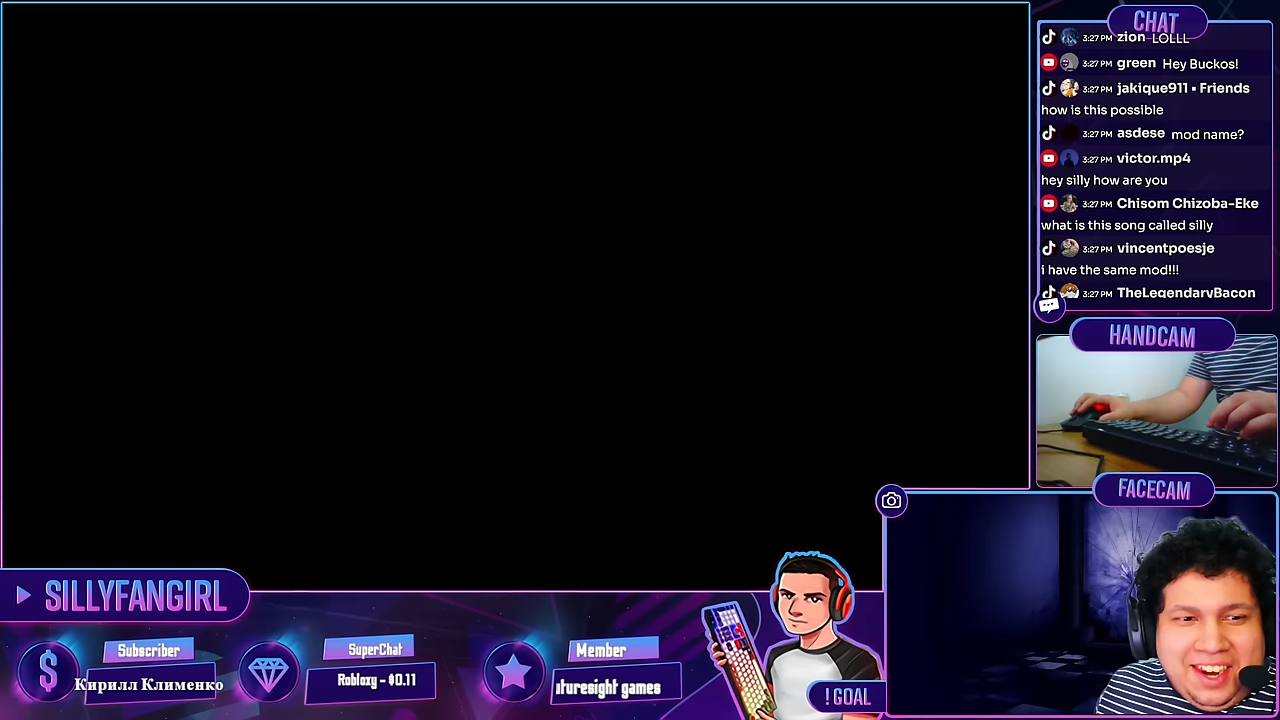 CHAT
3:27 PM zion LOLLL
3:27 PM green Hey Buckos!
3:27 PM jakique911 • Friends
how is this possible
3:27 PM asdese mod name?
3:27 PM victor.mp4
hey silly how are you
3:27 PM Chisom Chizoba-Eke
what is this song called silly
3:27 PM vincentpoesje
i have the same mod!!!
3:27 PM TheLegendaryBacon
HANDCAM
FACECAM
SILLYFANGIRL
Subscriber
Кирилл Клименко
SuperChat
Robloxy - $0.11
Member
turesight games
! GOAL